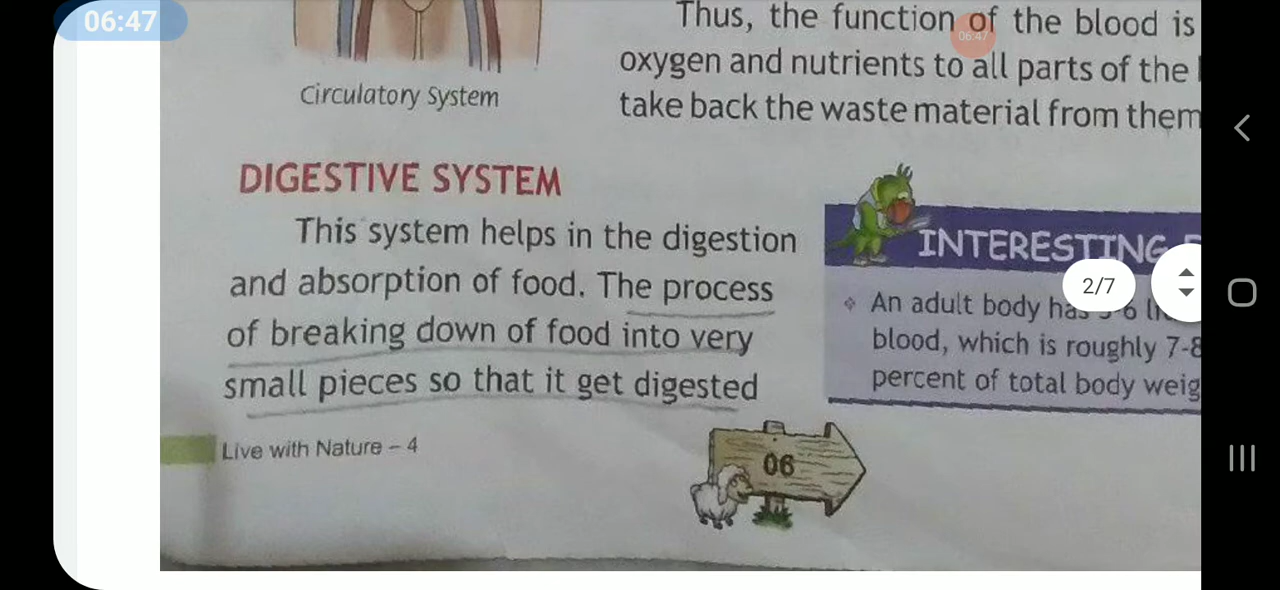 06:47
Thus, the function of the blood is
06:47
oxygen and nutrients to all parts of the
Circulatory System
take back the waste material from them
DIGESTIVE SYSTEM
This system helps in the digestion
and absorption of food. The process
of breaking down of food into very
small pieces so that it get digested
INTERESTING
2/7
An adult body has
blood, which is roughly 7-8
percent of total body weig
Live with Nature – 4
06